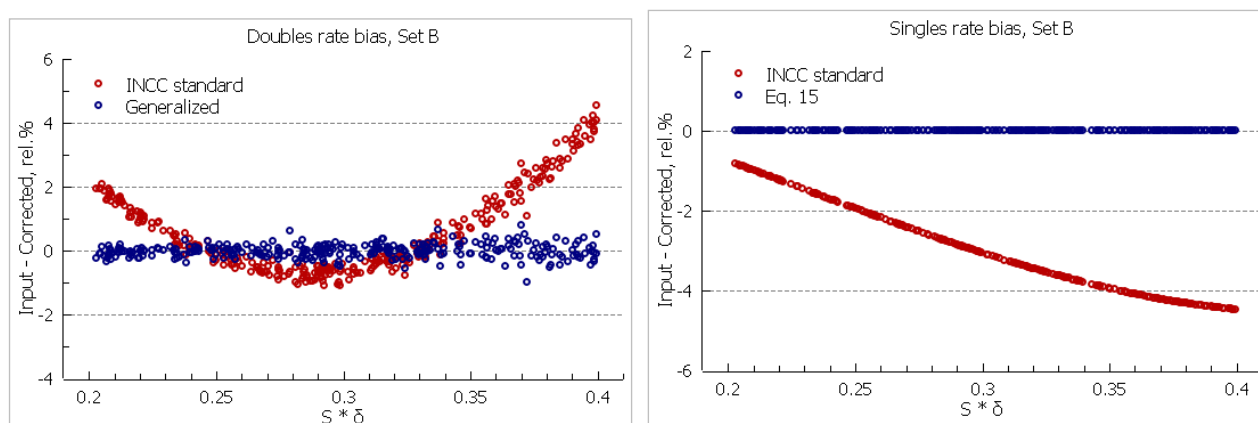 Doubles rate bias, Set B
INCC standard
Generalized
Input - Corrected, rel.%
6
4
2
0
-2
-4
0.2
0.25
0.3
0.35
0.4
S * δ
Singles rate bias, Set B
INCC standard
Eq. 15
Input - Corrected, rel.%
2
0
-2
-4
-6
0.2
0.25
0.3
0.35
0.4
S * δ